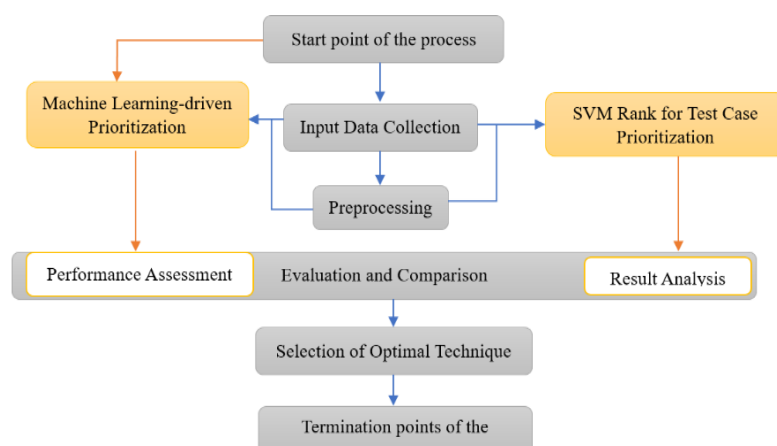 Start point of the process
Machine Learning-driven
Prioritization
Input Data Collection
SVM Rank for Test Case
Prioritization
Preprocessing
Performance Assessment
Evaluation and Comparison
Result Analysis
Selection of Optimal Technique
Termination points of the